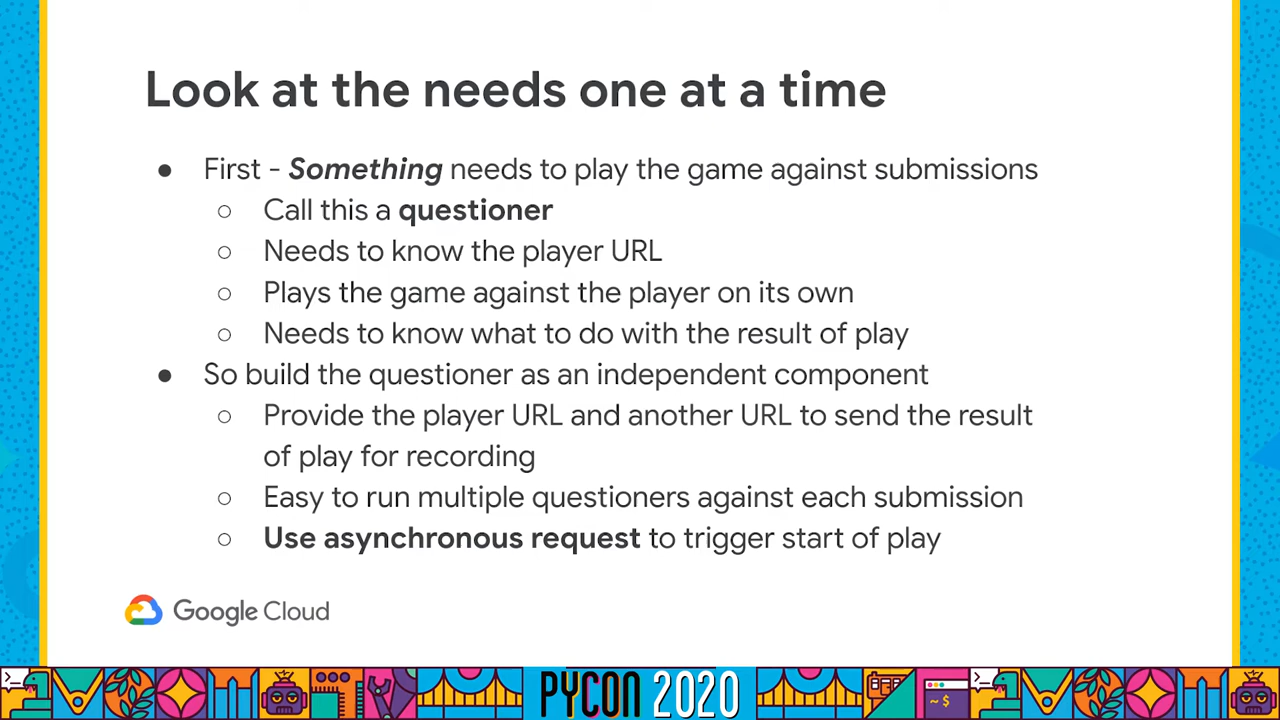 Look at the needs one at a time
● First - Something needs to play the game against submissions
○ Call this a questioner
○ Needs to know the player URL
○ Plays the game against the player on its own
○ Needs to know what to do with the result of play
● So build the questioner as an independent component
○ Provide the player URL and another URL to send the result
of play for recording
○ Easy to run multiple questioners against each submission
○ Use asynchronous request to trigger start of play
Google Cloud
PYCON 2020
~$